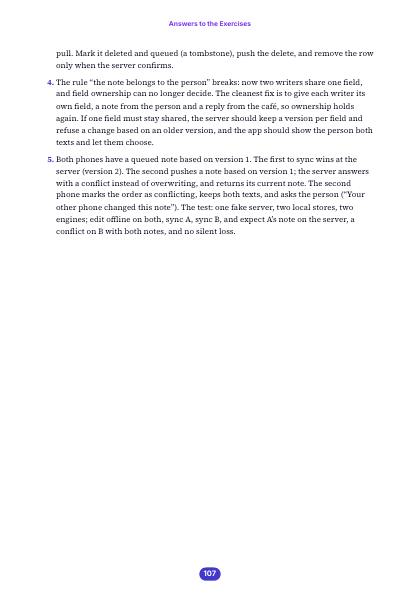 Answers to the Exercises
pull. Mark it deleted and queued (a tombstone), push the delete, and remove the row
only when the server confirms.
4. The rule “the note belongs to the person” breaks: now two writers share one field,
and field ownership can no longer decide. The cleanest fix is to give each writer its
own field, a note from the person and a reply from the café, so ownership holds
again. If one field must stay shared, the server should keep a version per field and
refuse a change based on an older version, and the app should show the person both
texts and let them choose.
5. Both phones have a queued note based on version 1. The first to sync wins at the
server (version 2). The second pushes a note based on version 1; the server answers
with a conflict instead of overwriting, and returns its current note. The second
phone marks the order as conflicting, keeps both texts, and asks the person (“Your
other phone changed this note”). The test: one fake server, two local stores, two
engines; edit offline on both, sync A, sync B, and expect A’s note on the server, a
conflict on B with both notes, and no silent loss.
107